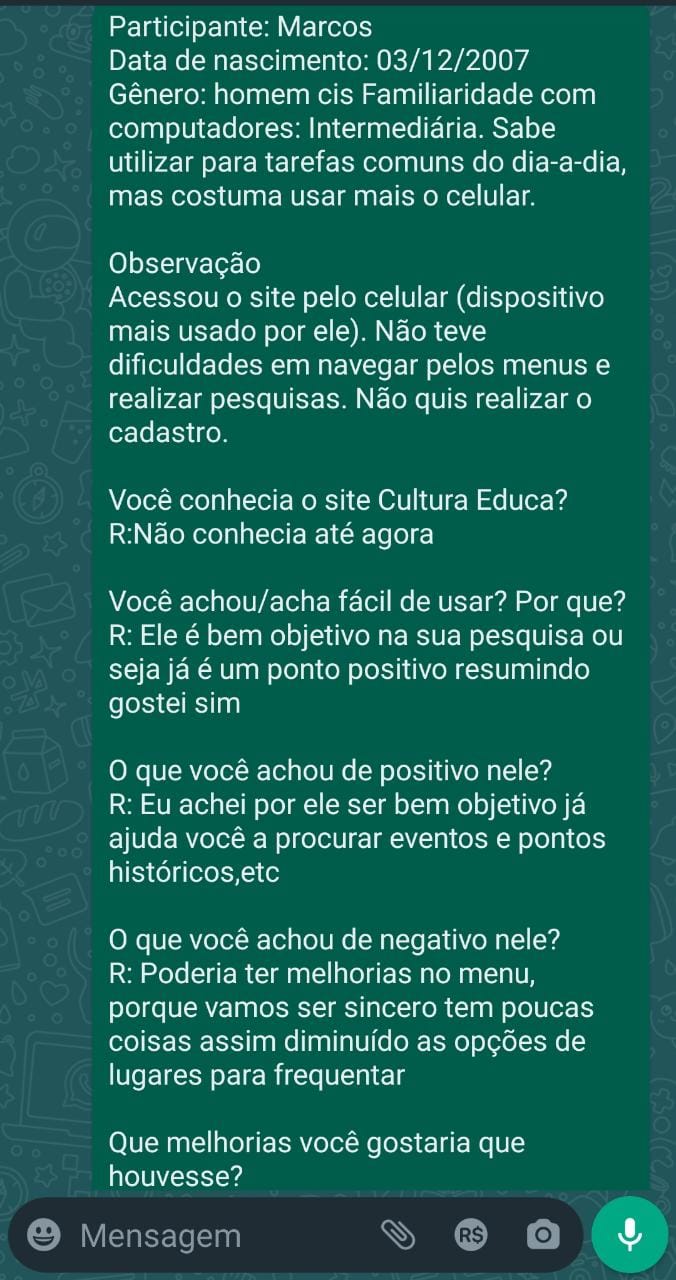 Participante: Marcos
Data de nascimento: 03/12/2007
Gênero: homem cis Familiaridade com
computadores: Intermediária. Sabe
utilizar para tarefas comuns do dia-a-dia,
mas costuma usar mais o celular.
Observação
Acessou o site pelo celular (dispositivo
mais usado por ele). Não teve
dificuldades em navegar pelos menus e
realizar pesquisas. Não quis realizar o
cadastro.
Você conhecia o site Cultura Educa?
R:Não conhecia até agora
Você achou/acha fácil de usar? Por que?
R: Ele é bem objetivo na sua pesquisa ou
seja já é um ponto positivo resumindo
gostei sim
O que você achou de positivo nele?
R: Eu achei por ele ser bem objetivo já
ajuda você a procurar eventos e pontos
históricos,etc
O que você achou de negativo nele?
R: Poderia ter melhorias no menu,
porque vamos ser sincero tem poucas
coisas assim diminuído as opções de
lugares para frequentar
Que melhorias você gostaria que
houvesse?
Mensagem
R$